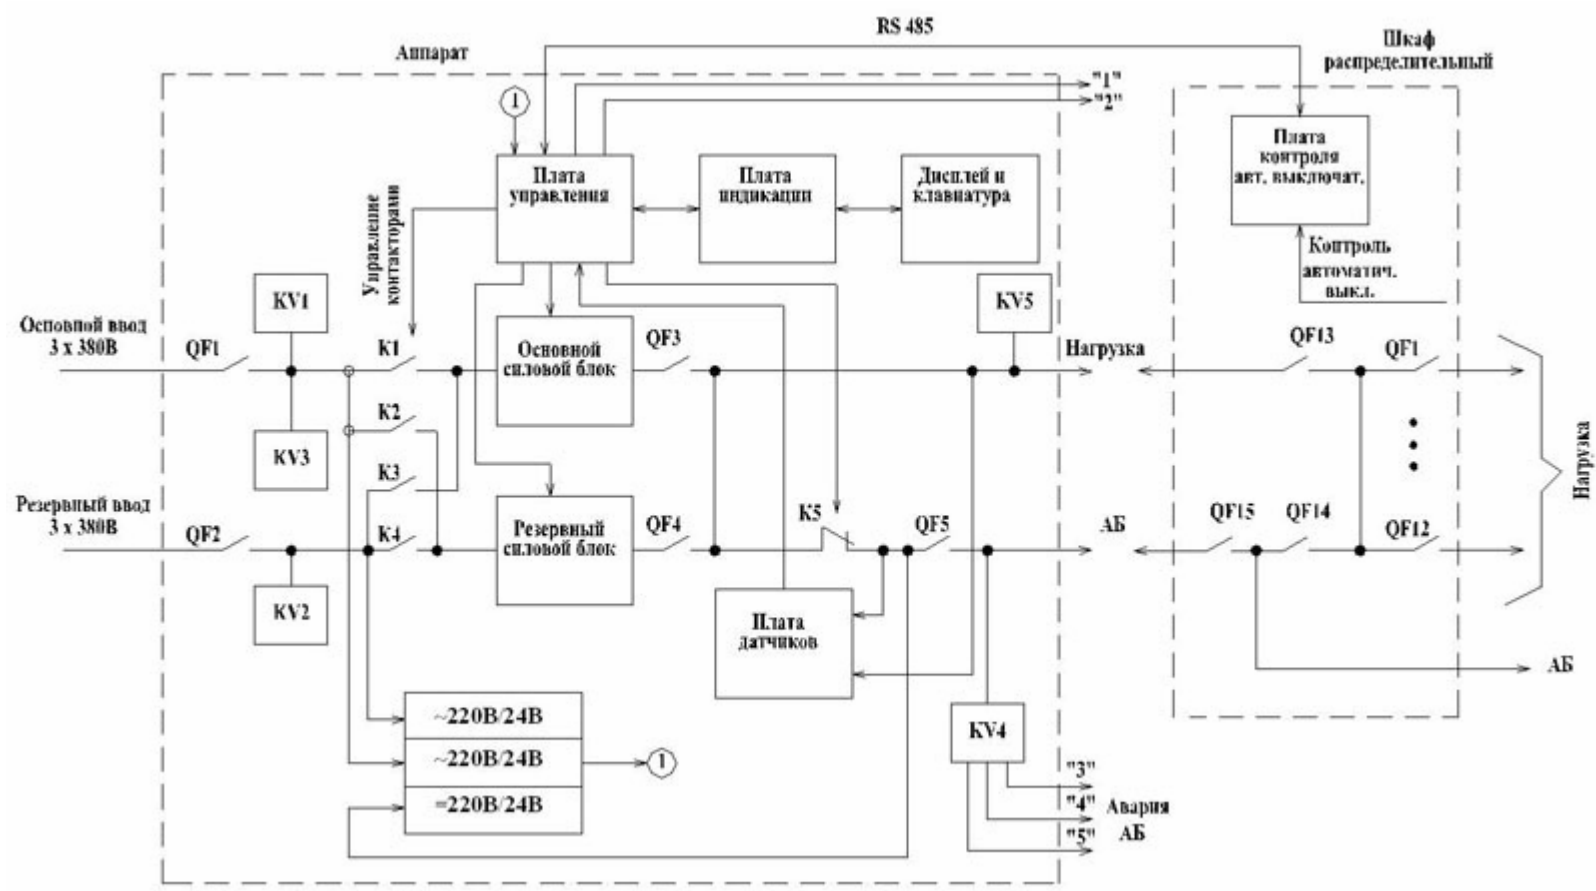 RS 485
Аппарат
Шкаф
распределительный
"1"
"2"
1
Плата
управления
Плата
индикации
Дисплей и
клавиатура
Плата
контроля
авт. выключат.
Управление
контакторами
Контроль
автоматич.
выкл.
KV1
KV5
Основной ввод
3 x 380В
QF1
K1
Основной
силовой блок
QF3
Нагрузка
QF13
QF1
K2
KV3
K3
Нагрузка
Резервный ввод
3 x 380В
QF2
K4
Резервный
силовой блок
QF4
K5
QF5
АБ
QF15
QF14
QF12
KV2
Плата
датчиков
АБ
~220В/24В
~220В/24В
=220В/24В
1
KV4
"3"
"4"
"5"
Авария
АБ